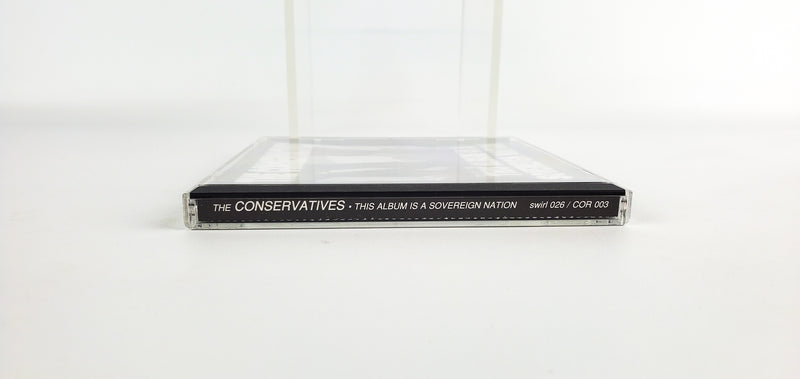 THE CONSERVATIVES • THIS ALBUM IS A SOVEREIGN NATION swirl 026 / COR 003